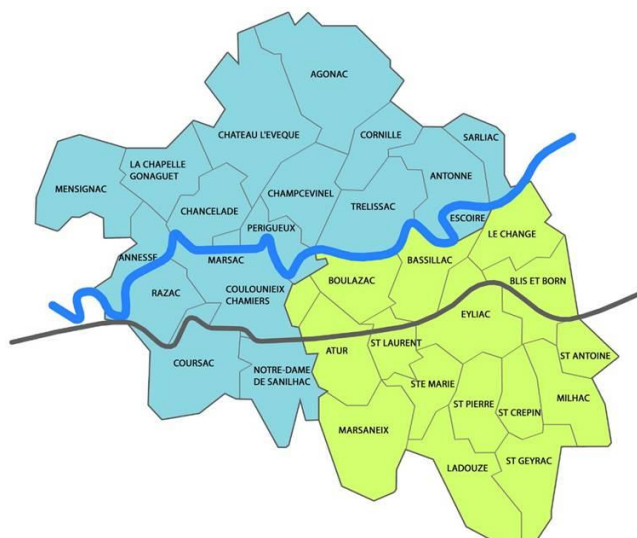 AGONAC
CHATEAU L'EVEQUE
CORNILLE
SARLIAC
LA CHAPELLE
GONAGUET
MENSIGNAC
ANTONNE
CHAMPCEVINEL
TRELISSAC
CHANCELADE
ESCOIRE
PERIGUEUX
LE CHANGE
ANNESSE
MARSAC
BASSILLAC
BOULAZAC
BLIS ET BORN
RAZAC
COULOUNIEIX
CHAMIERS
EYLIAC
ATUR
ST LAURENT
COURSAC
NOTRE-DAME
DE SANILHAC
STE MARIE
ST ANTOINE
ST PIERRE
ST CREPIN
MILHAC
MARSANEIX
LADOUZE
ST GEYRAC